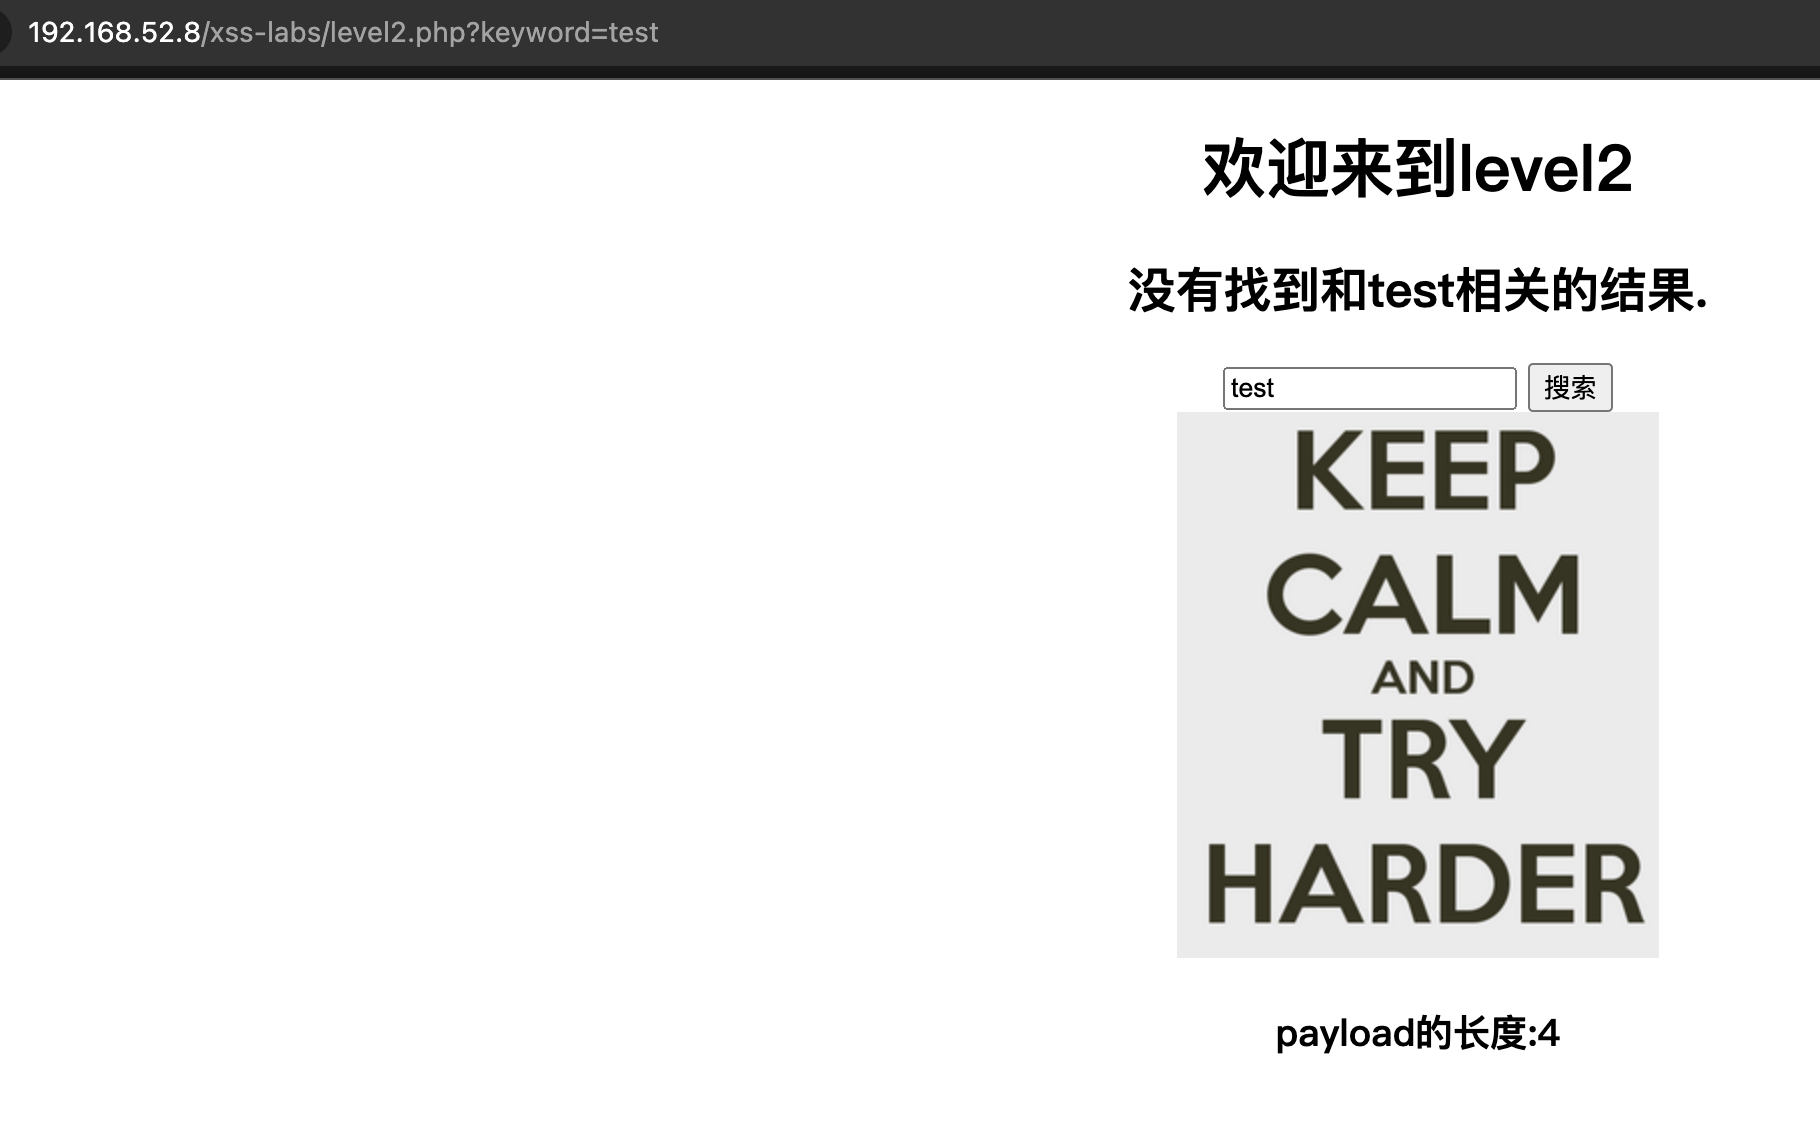 192.168.52.8/xss-labs/level2.php?keyword=test
欢迎来到level2
没有找到和test相关的结果.
test 搜索
KEEP
CALM
AND
TRY
HARDER
payload的长度:4